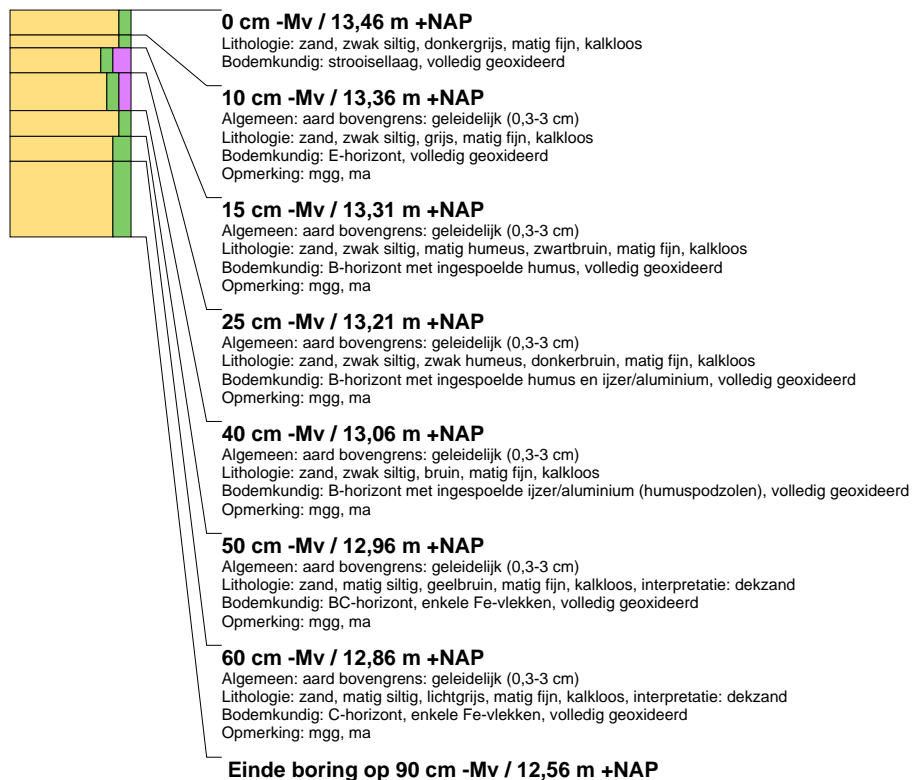 0 cm -Mv / 13,46 m +NAP
Lithologie: zand, zwak siltig, donkergrijs, matig fijn, kalkloos
Bodemkundig: strooisellaag, volledig geoxideerd
10 cm -Mv / 13,36 m +NAP
Algemeen: aard bovengrens: geleidelijk (0,3-3 cm)
Lithologie: zand, zwak siltig, grijs, matig fijn, kalkloos
Bodemkundig: E-horizont, volledig geoxideerd
Opmerking: mgg, ma
15 cm -Mv / 13,31 m +NAP
Algemeen: aard bovengrens: geleidelijk (0,3-3 cm)
Lithologie: zand, zwak siltig, matig humeus, zwartbruin, matig fijn, kalkloos
Bodemkundig: B-horizont met ingespoelde humus, volledig geoxideerd
Opmerking: mgg, ma
25 cm -Mv / 13,21 m +NAP
Algemeen: aard bovengrens: geleidelijk (0,3-3 cm)
Lithologie: zand, zwak siltig, zwak humeus, donkerbruin, matig fijn, kalkloos
Bodemkundig: B-horizont met ingespoelde humus en ijzer/aluminium, volledig geoxideerd
Opmerking: mgg, ma
40 cm -Mv / 13,06 m +NAP
Algemeen: aard bovengrens: geleidelijk (0,3-3 cm)
Lithologie: zand, zwak siltig, bruin, matig fijn, kalkloos
Bodemkundig: B-horizont met ingespoelde ijzer/aluminium (humuspodzolen), volledig geoxideerd
Opmerking: mgg, ma
50 cm -Mv / 12,96 m +NAP
Algemeen: aard bovengrens: geleidelijk (0,3-3 cm)
Lithologie: zand, matig siltig, geelbruin, matig fijn, kalkloos, interpretatie: dekzand
Bodemkundig: BC-horizont, enkele Fe-vlekken, volledig geoxideerd
Opmerking: mgg, ma
60 cm -Mv / 12,86 m +NAP
Algemeen: aard bovengrens: geleidelijk (0,3-3 cm)
Lithologie: zand, matig siltig, lichtgrijs, matig fijn, kalkloos, interpretatie: dekzand
Bodemkundig: C-horizont, enkele Fe-vlekken, volledig geoxideerd
Opmerking: mgg, ma
Einde boring op 90 cm -Mv / 12,56 m +NAP